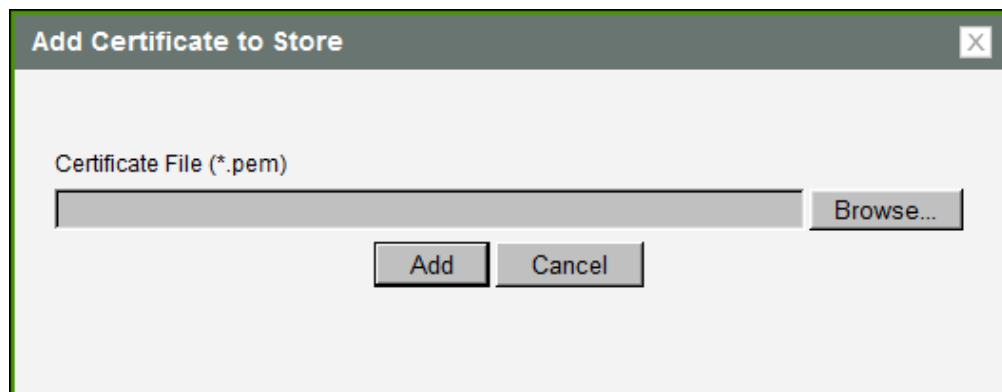 Add Certificate to Store
X
Certificate File (*.pem)
Browse...
Add Cancel